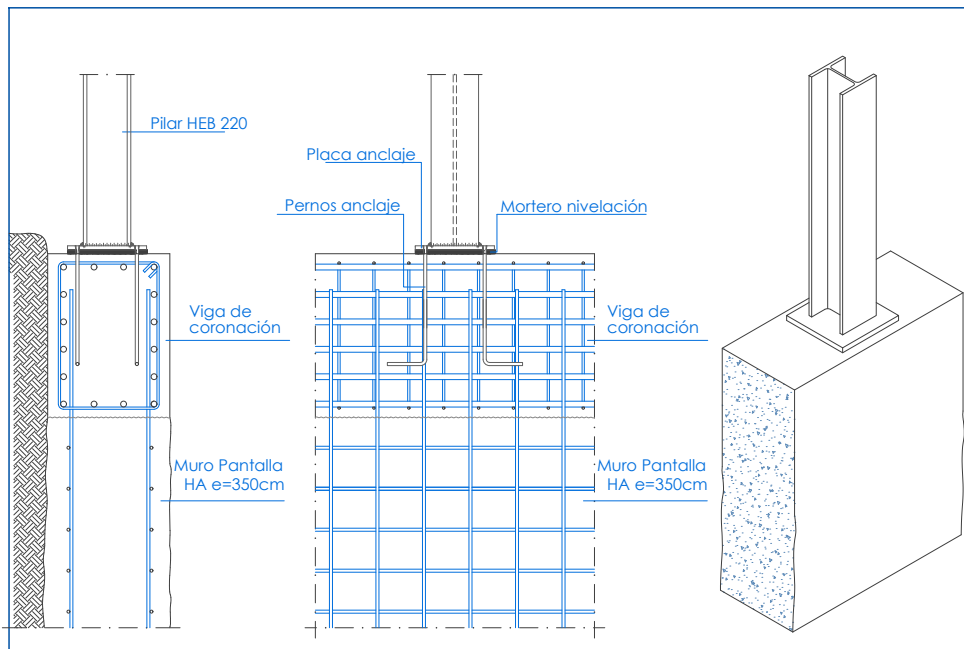 Pilar HEB 220
Placa anclaje
Pernos anclaje
Mortero nivelación
Viga de
coronación
Viga de
coronación
Muro Pantalla
HA e=350cm
Muro Pantalla
HA e=350cm